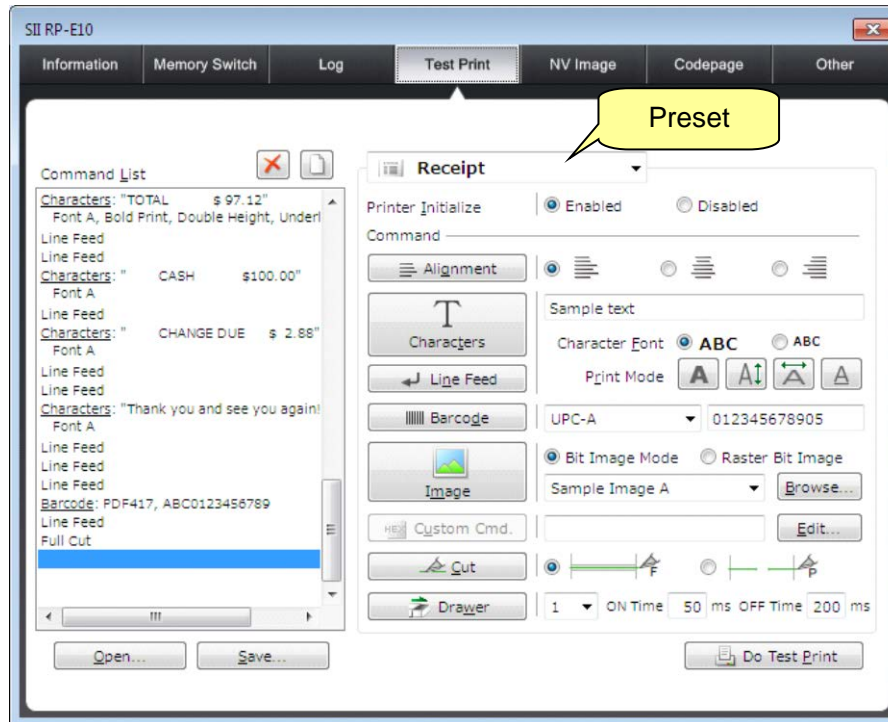 SII RP-E10
Information Memory Switch Log Test Print NV Image Codepage Other
Preset
Command List
Characters: "TOTAL $ 97.12"
Font A, Bold Print, Double Height, Underl
Line Feed
Line Feed
Characters: " CASH $100.00"
Font A
Line Feed
Characters: " CHANGE DUE $ 2.88"
Font A
Line Feed
Line Feed
Characters: "Thank you and see you again!
Font A
Line Feed
Line Feed
Line Feed
Barcode: PDF417, ABC0123456789
Line Feed
Full Cut
Open... Save...
Receipt
Printer Initialize Enabled Disabled
Command
Alignment
Characters Sample text
Character Font ABC ABC
Print Mode A A A A
Line Feed
Barcode UPC-A 012345678905
Bit Image Mode Raster Bit Image
Image Sample Image A Browse...
HEX Custom Cmd. Edit...
Cut F P
Drawer 1 ON Time 50 ms OFF Time 200 ms
Do Test Print